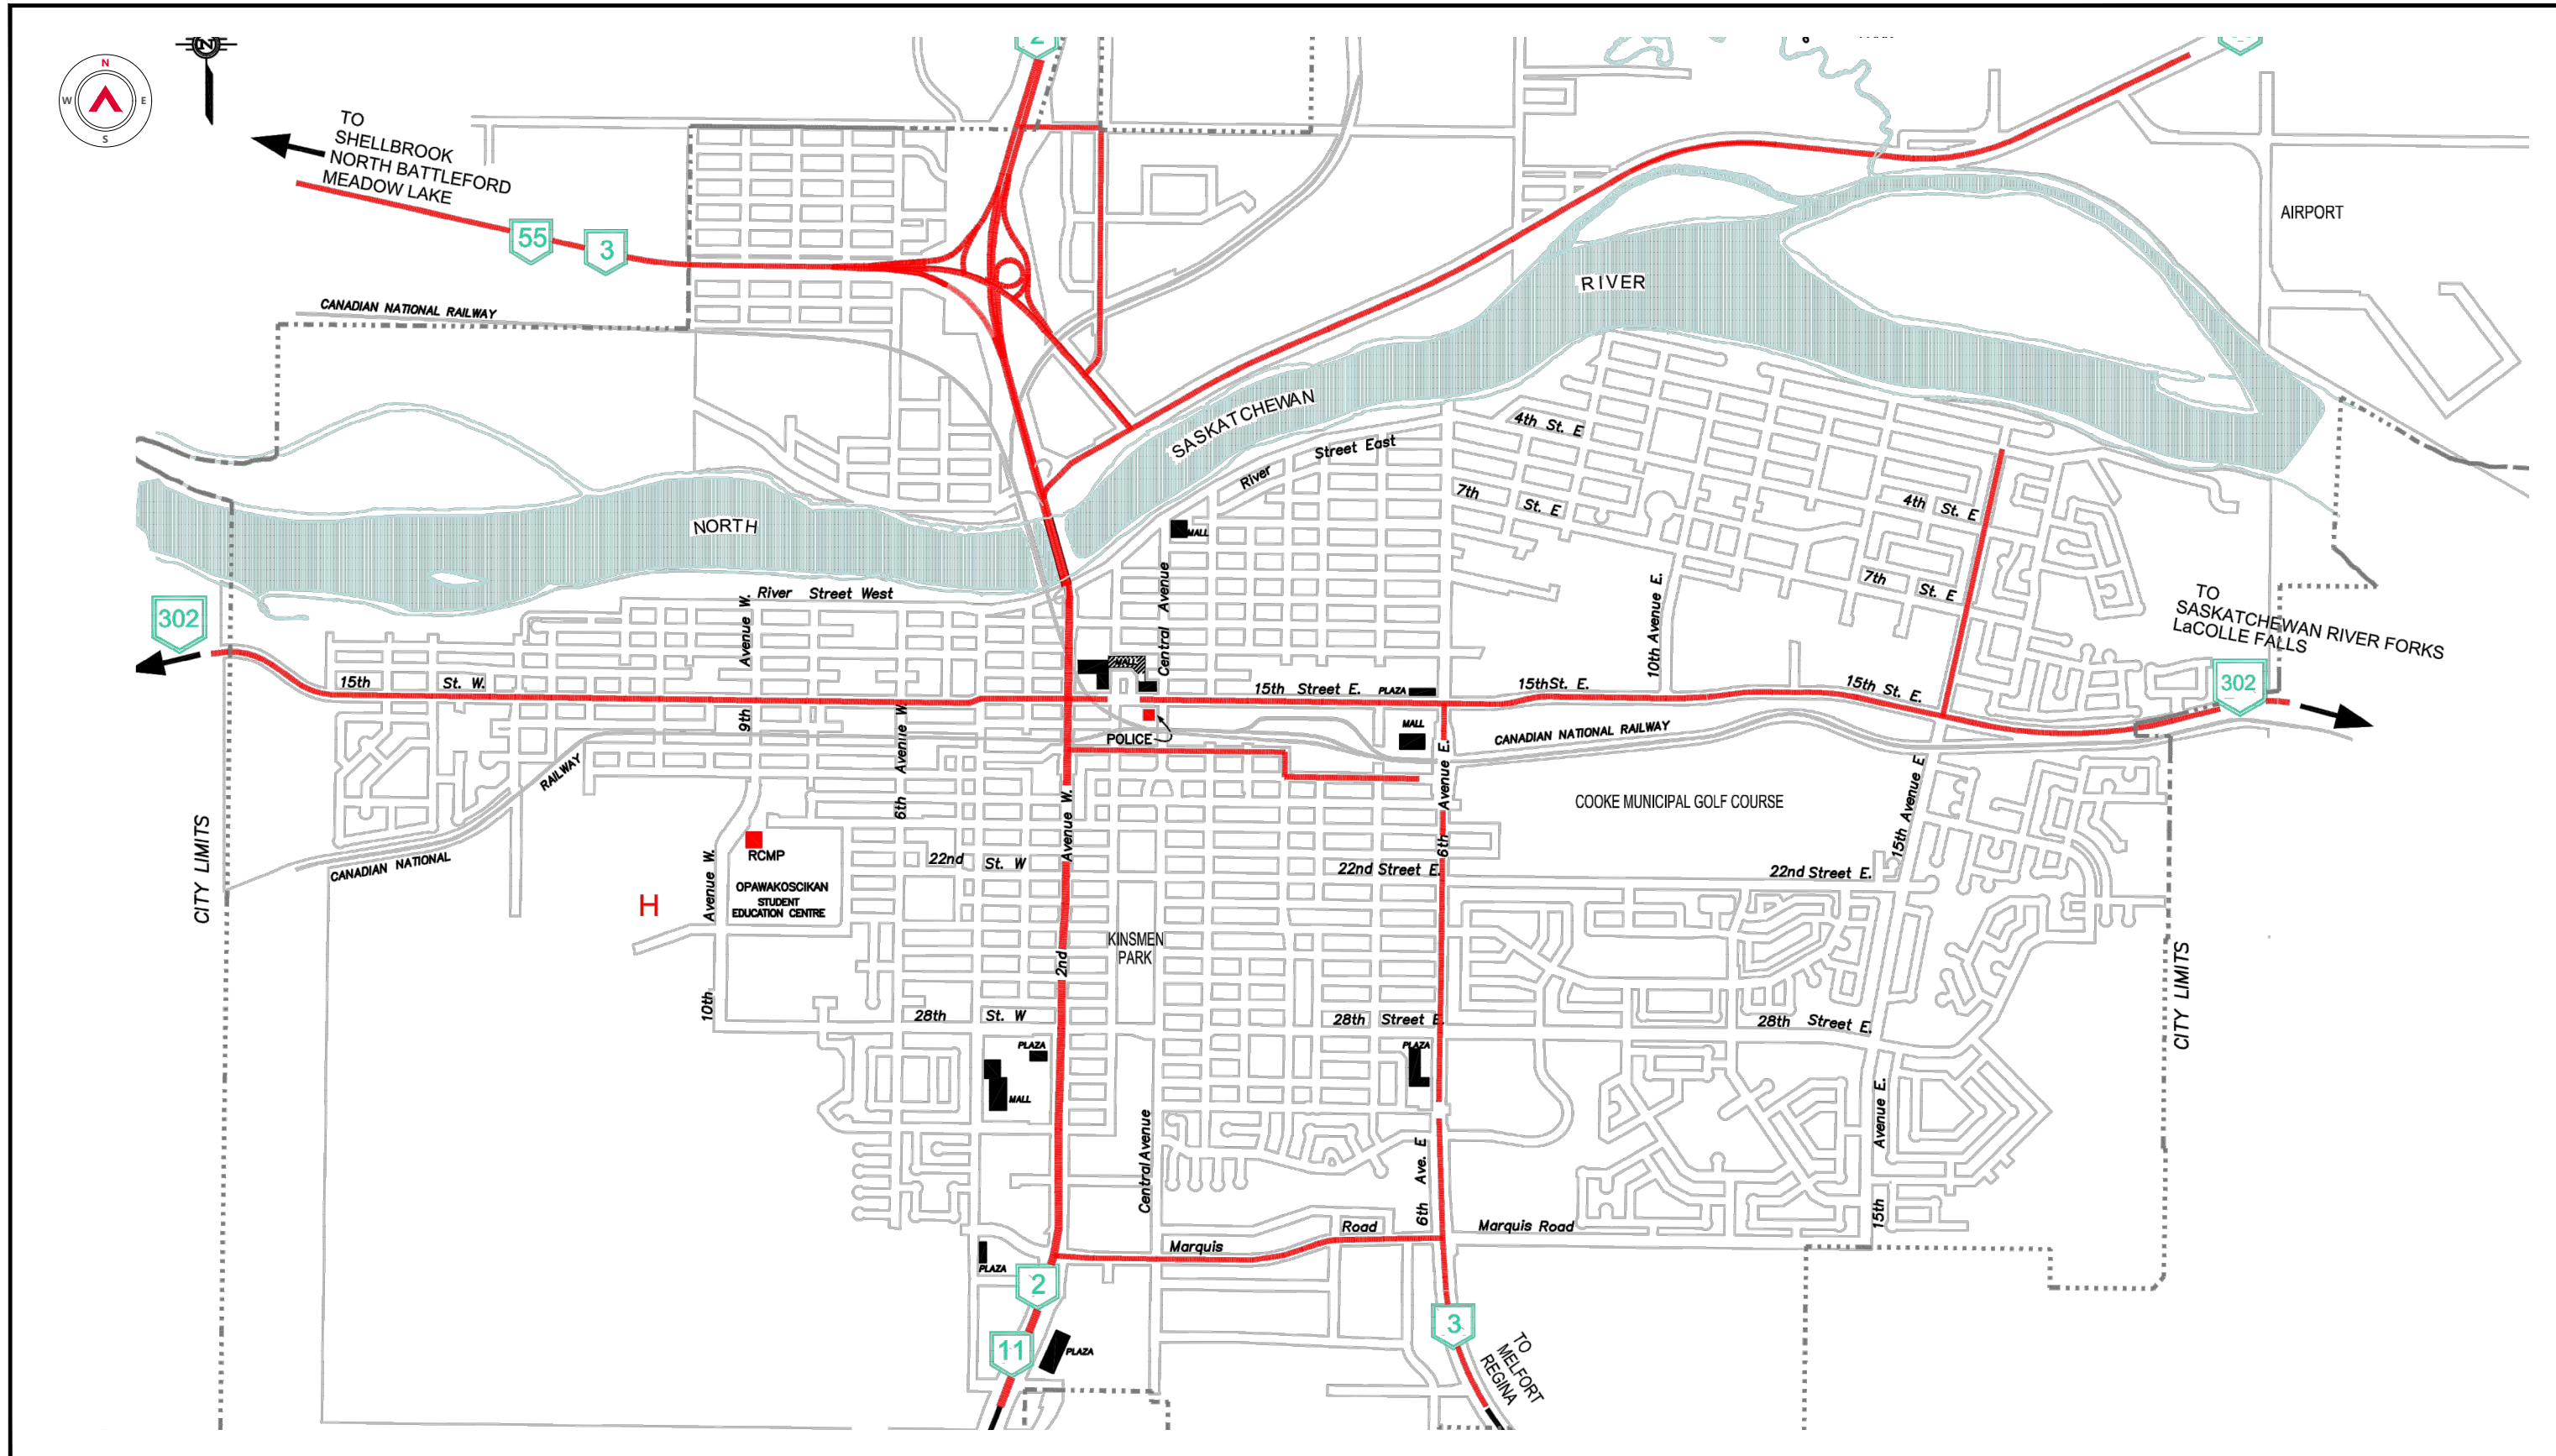 2
N
N
W
E
S
TO
SHELLBROOK
NORTH BATTLEFORD
MEADOW LAKE
55
3
AIRPORT
RIVER
CANADIAN NATIONAL RAILWAY
SASKATCHEWAN
4th St. E
River Street East
7th St. E
4th St. E
NORTH
MALL
7th St. E
TO
SASKATCHEWAN RIVER FORKS
LaCOLLE FALLS
302
River Street West
9th Avenue W.
Central Avenue
10th Avenue E.
MALL
15th St. W.
15th Street E.
PLAZA
15thSt. E.
15th St. E.
302
POLICE
MALL
CANADIAN NATIONAL RAILWAY
6th Avenue W.
RAILWAY
CANADIAN NATIONAL
2nd Avenue W.
6th Avenue E.
15th Avenue E
COOKE MUNICIPAL GOLF COURSE
CITY LIMITS
RCMP
22nd St. W
22nd Street E.
22nd Street E.
H
10th Avenue W.
OPAWAKOSCIKAN
STUDENT
EDUCATION CENTRE
KINSMEN
PARK
CITY LIMITS
28th St. W
28th Street E.
28th Street E.
PLAZA
PLAZA
MALL
Central Avenue
6th Ave. E
15th Avenue E.
Marquis Road
Marquis Road
PLAZA
2
11
PLAZA
3
TO
MELFORT
REGINA